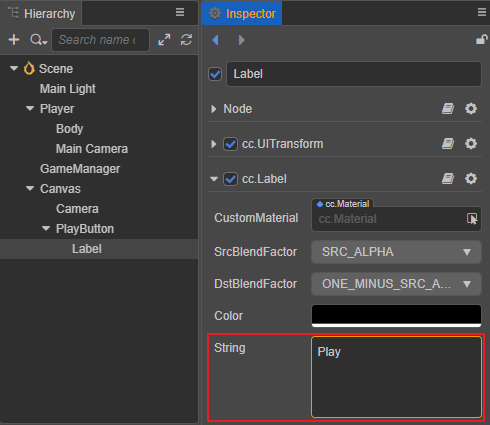 Hierarchy
Search name o
Scene
Main Light
Player
Body
Main Camera
GameManager
Canvas
Camera
PlayButton
Label
Inspector
Label
Node
cc.UITransform
cc.Label
CustomMaterial
cc.Material
cc.Material
SrcBlendFactor
SRC_ALPHA
DstBlendFactor
ONE_MINUS_SRC_A...
Color
String
Play